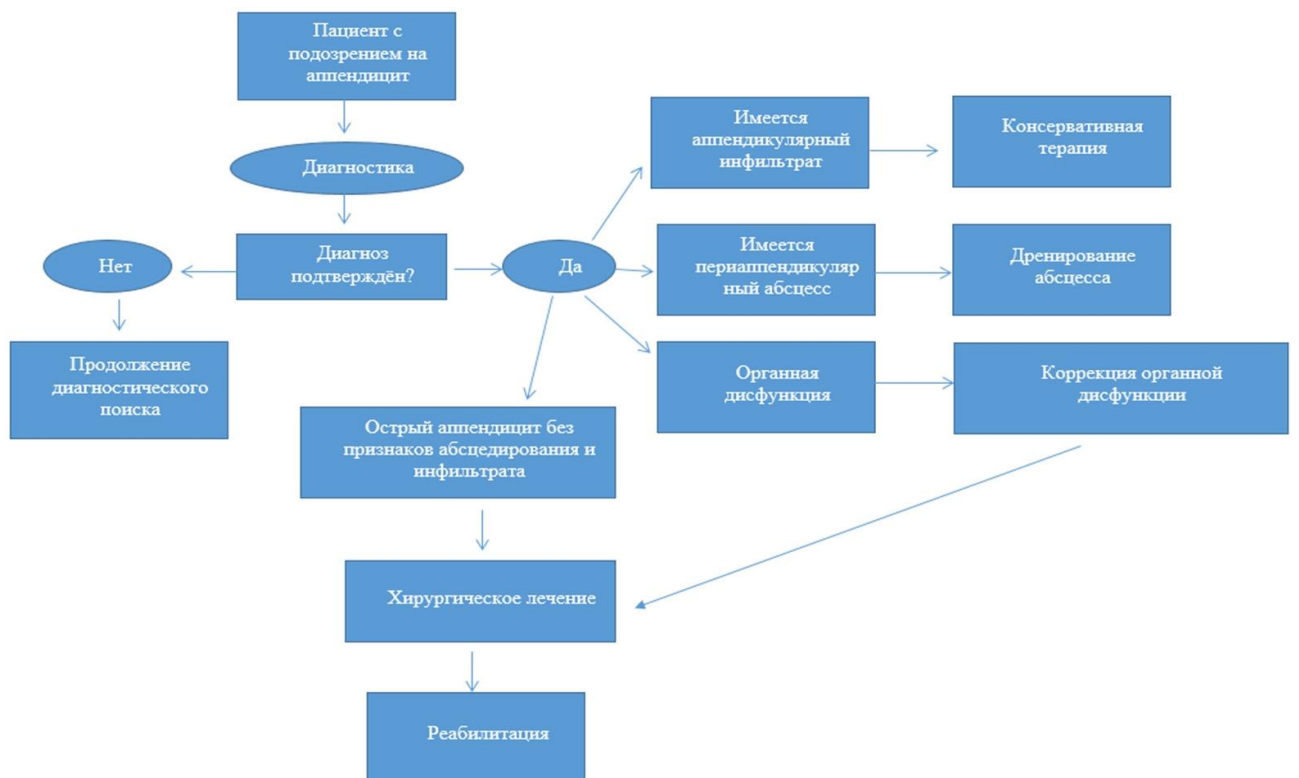 Пациент с
подозрением на
аппендицит
Диагностика
Диагноз
подтверждён?
Нет
Продолжение
диагностического
поиска
Да
Имеется
аппендикулярный
инфильтрат
Консервативная
терапия
Имеется
периаппендикуляр
ный абсцесс
Дренирование
абсцесса
Органная
дисфункция
Коррекция органной
дисфункции
Острый аппендицит без
признаков абсцедирования и
инфильтрата
Хирургическое лечение
Реабилитация